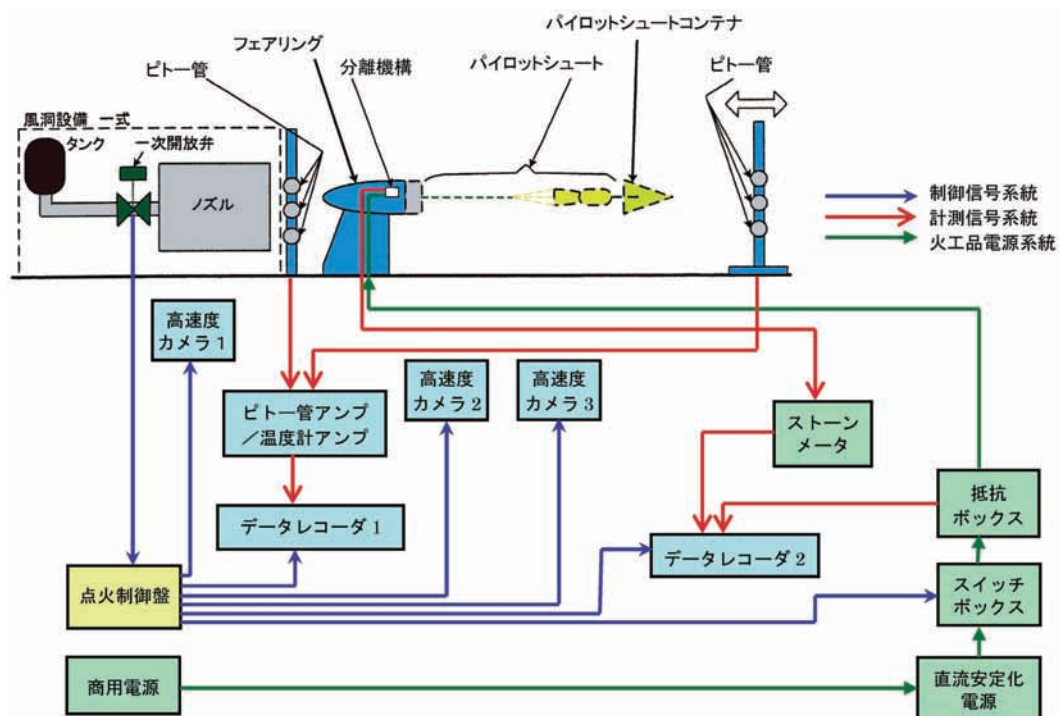 パイロットシュートコンテナ
フェアリング
ピトー管
分離機構
パイロットシュート
ピトー管
風洞設備 一式
タンク
一次開放弁
ノズル
制御信号系統
計測信号系統
火工品電源系統
高速度
カメラ1
高速度
カメラ2
高速度
カメラ3
ピトー管アンプ
/温度計アンプ
ストーン
メータ
データレコーダ1
データレコーダ2
抵抗
ボックス
点火制御盤
スイッチ
ボックス
商用電源
直流安定化
電源